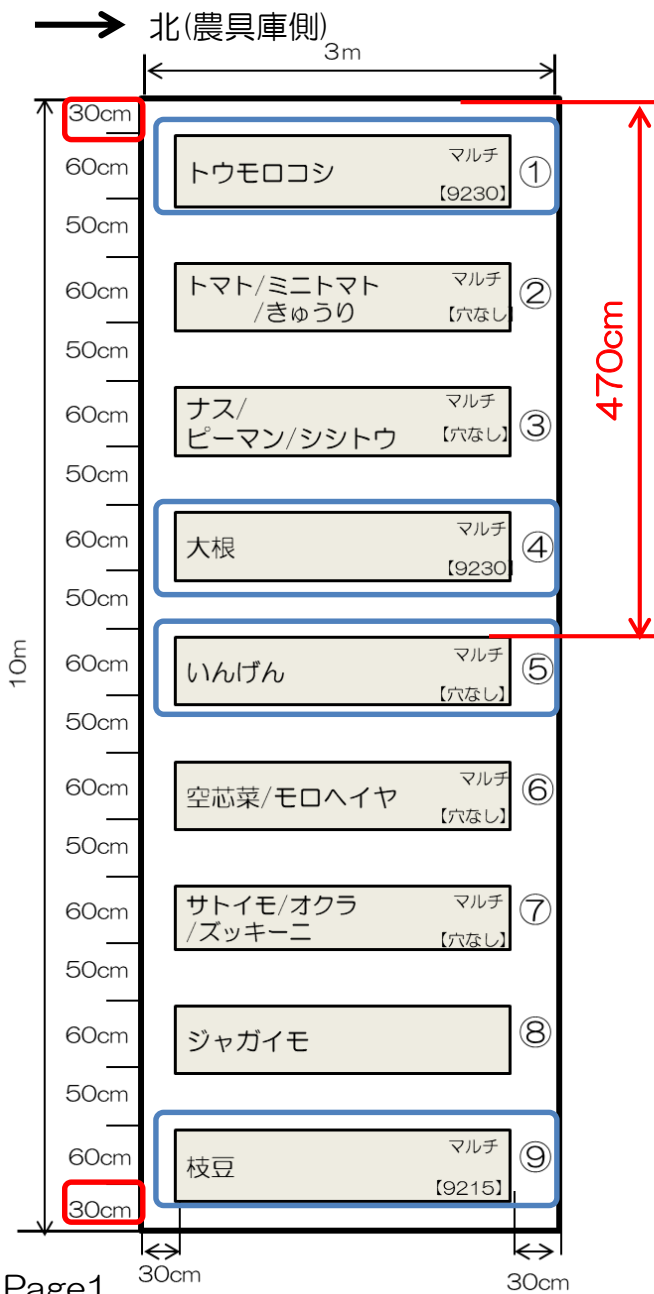 北(農具庫側)
3m
30cm
60cm
トウモロコシ
マルチ
【9230】
①
50cm
60cm
トマト/ミニトマト
/きゅうり
マルチ
【穴なし】
②
50cm
60cm
ナス/
ピーマン/シシトウ
マルチ
【穴なし】
③
470cm
50cm
60cm
大根
マルチ
【9230】
④
50cm
60cm
いんげん
マルチ
【穴なし】
⑤
10m
50cm
60cm
空芯菜/モロヘイヤ
マルチ
【穴なし】
⑥
50cm
60cm
サトイモ/オクラ
/ズッキーニ
マルチ
【穴なし】
⑦
50cm
60cm
ジャガイモ
⑧
50cm
60cm
枝豆
マルチ
【9215】
⑨
30cm
30cm
30cm
Page1